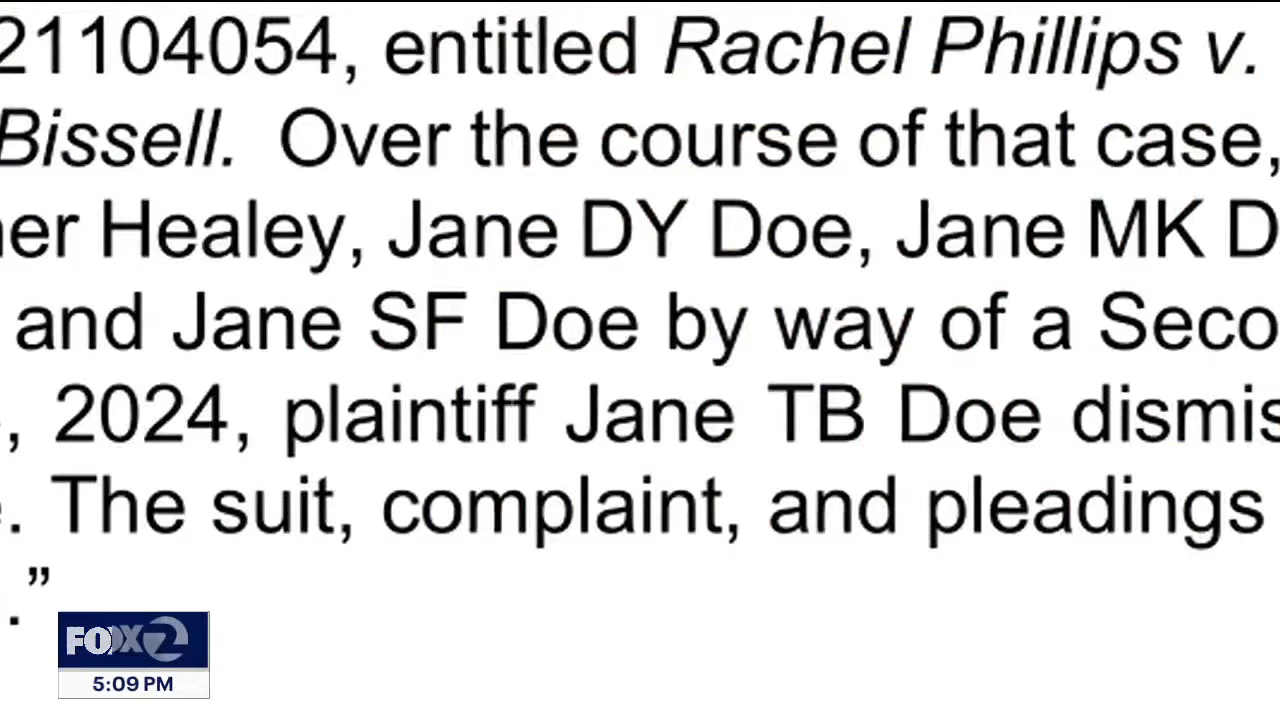 21104054, entitled Rachel Phillips v.
Bissell. Over the course of that case,
ner Healey, Jane DY Doe, Jane MK D
and Jane SF Doe by way of a Seco
, 2024, plaintiff Jane TB Doe dismis
. The suit, complaint, and pleadings
.”
FOX 2
5:09 PM